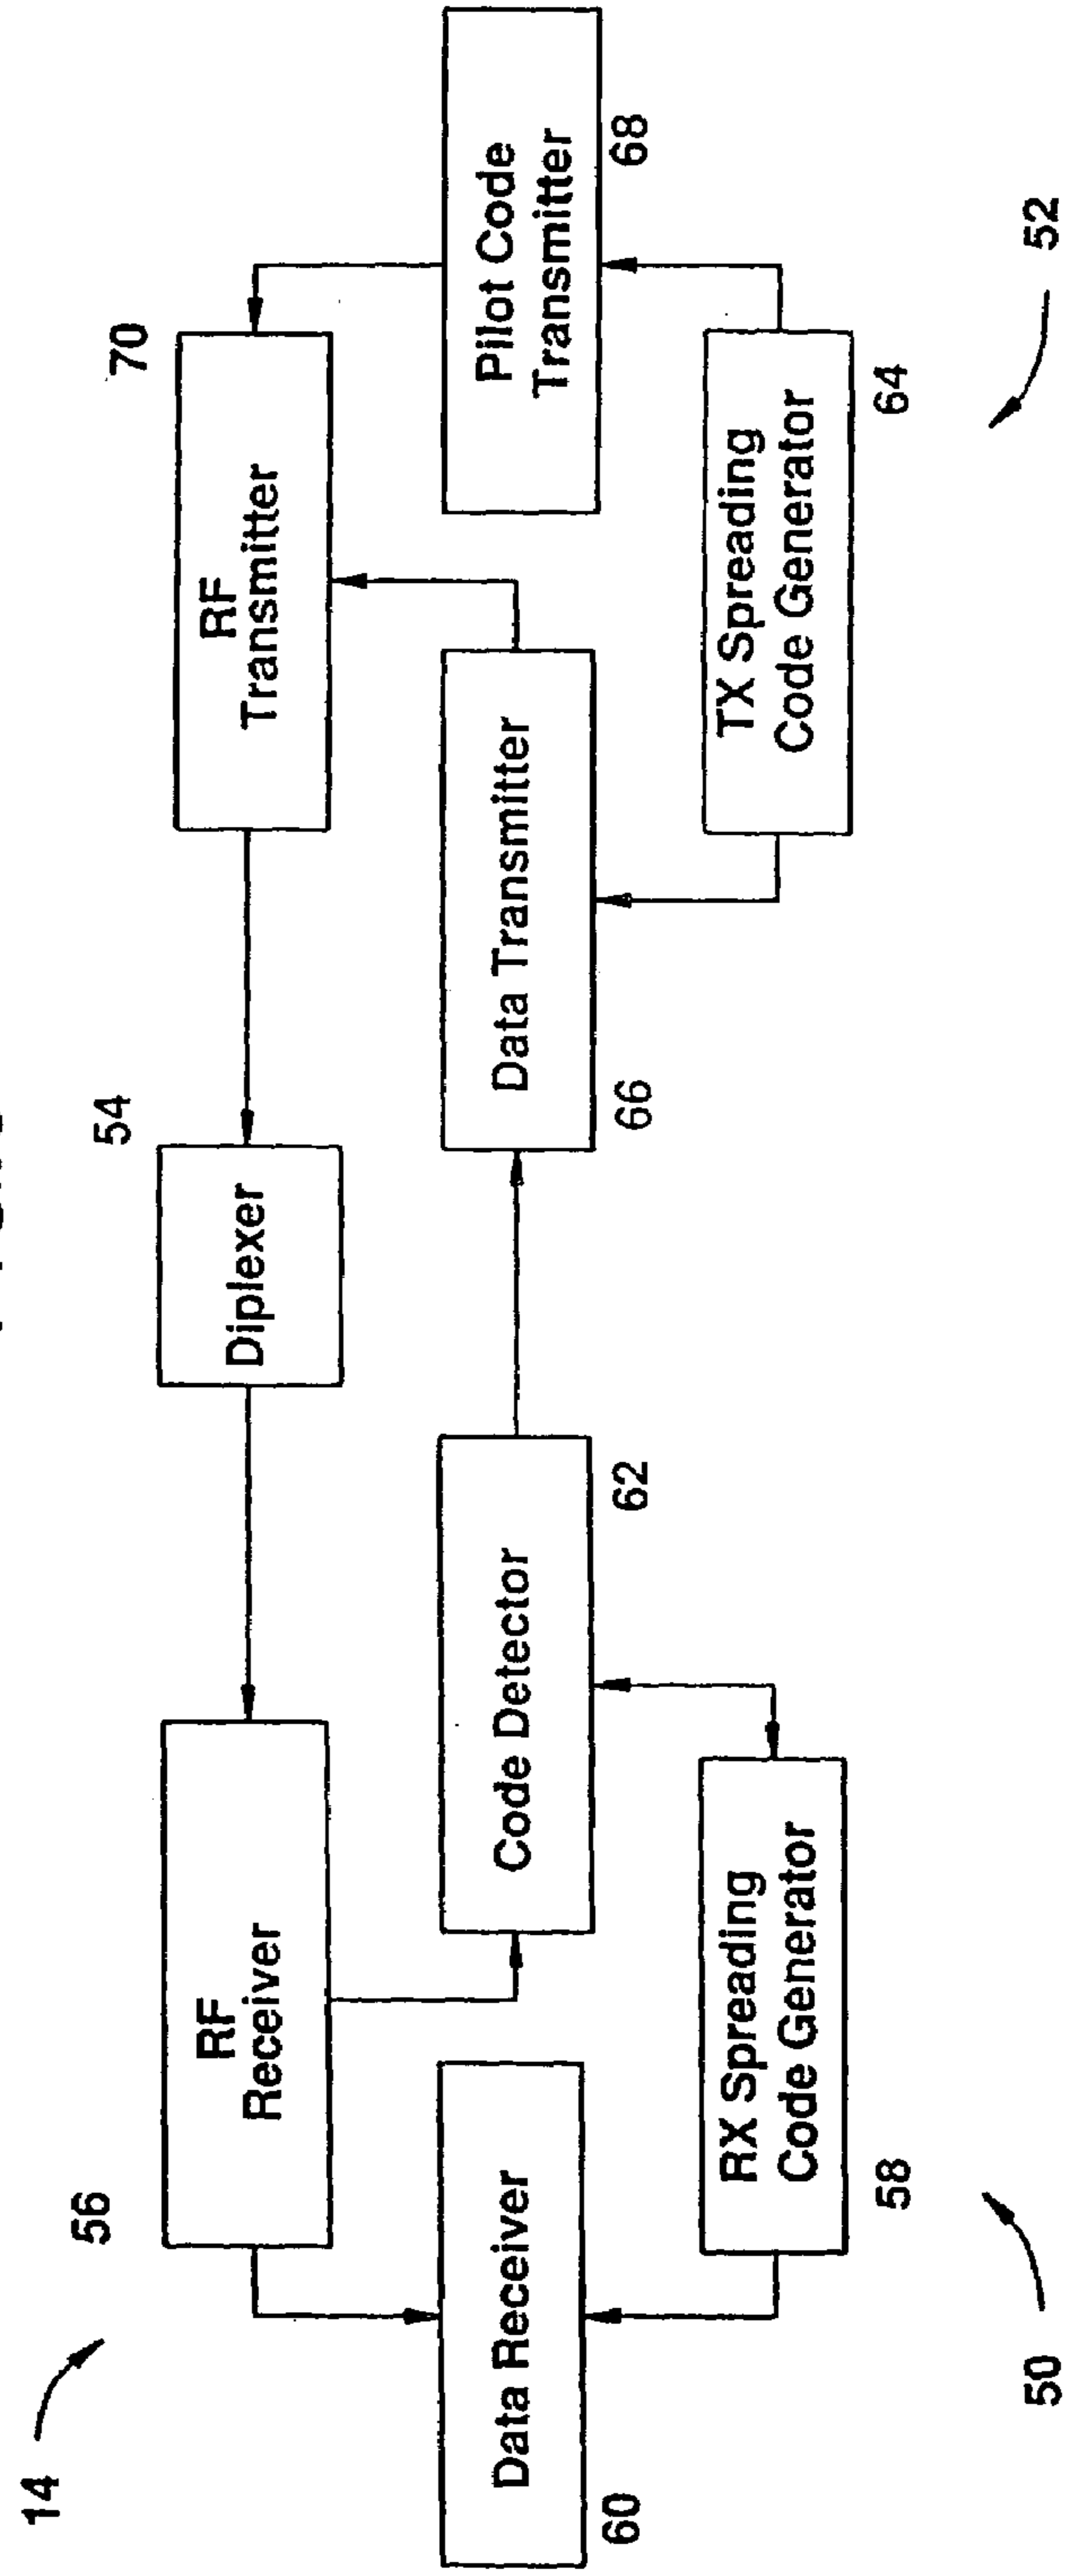 14
56
RF
Receiver
54
Diplexer
70
RF
Transmitter
60
Data Receiver
Code Detector
62
66
Data Transmitter
Pilot Code
Transmitter
68
RX Spreading
Code Generator
58
TX Spreading
Code Generator
64
50
52